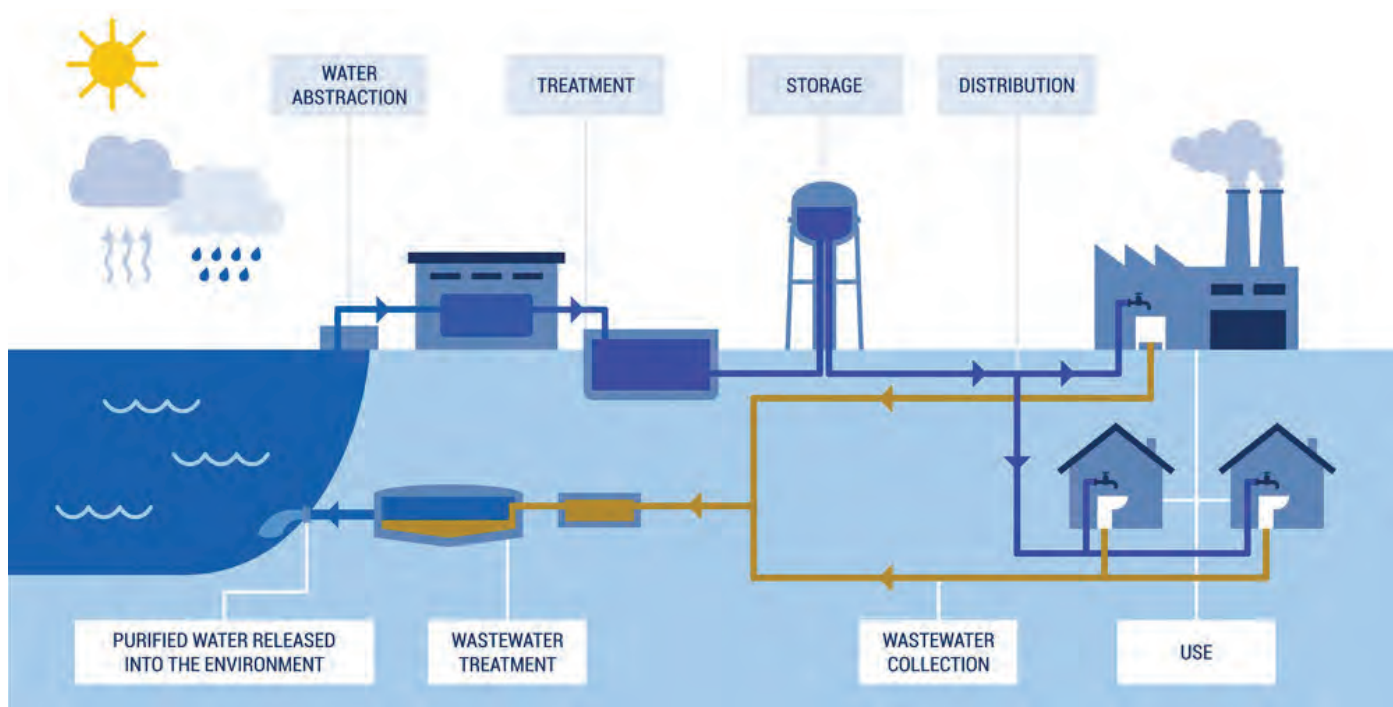 WATER
ABSTRACTION
TREATMENT
STORAGE
DISTRIBUTION
PURIFIED WATER RELEASED
INTO THE ENVIRONMENT
WASTEWATER
TREATMENT
WASTEWATER
COLLECTION
USE